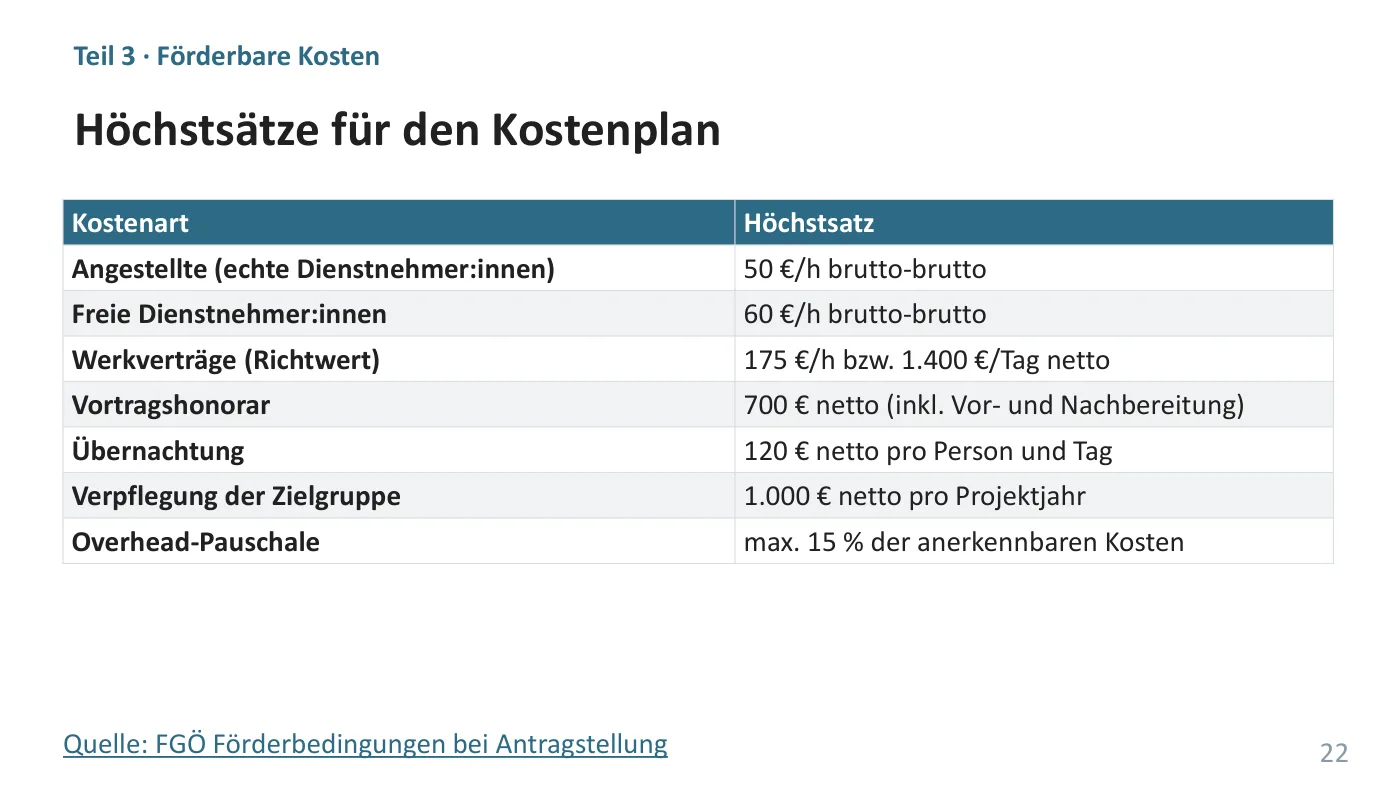 Teil 3 · Förderbare Kosten
Höchstsätze für den Kostenplan
Kostenart Höchstsatz
Angestellte (echte Dienstnehmer:innen) 50 €/h brutto-brutto
Freie Dienstnehmer:innen 60 €/h brutto-brutto
Werkverträge (Richtwert) 175 €/h bzw. 1.400 €/Tag netto
Vortragshonorar 700 € netto (inkl. Vor- und Nachbereitung)
Übernachtung 120 € netto pro Person und Tag
Verpflegung der Zielgruppe 1.000 € netto pro Projektjahr
Overhead-Pauschale max. 15 % der anerkennbaren Kosten
Quelle: FGÖ Förderbedingungen bei Antragstellung
22